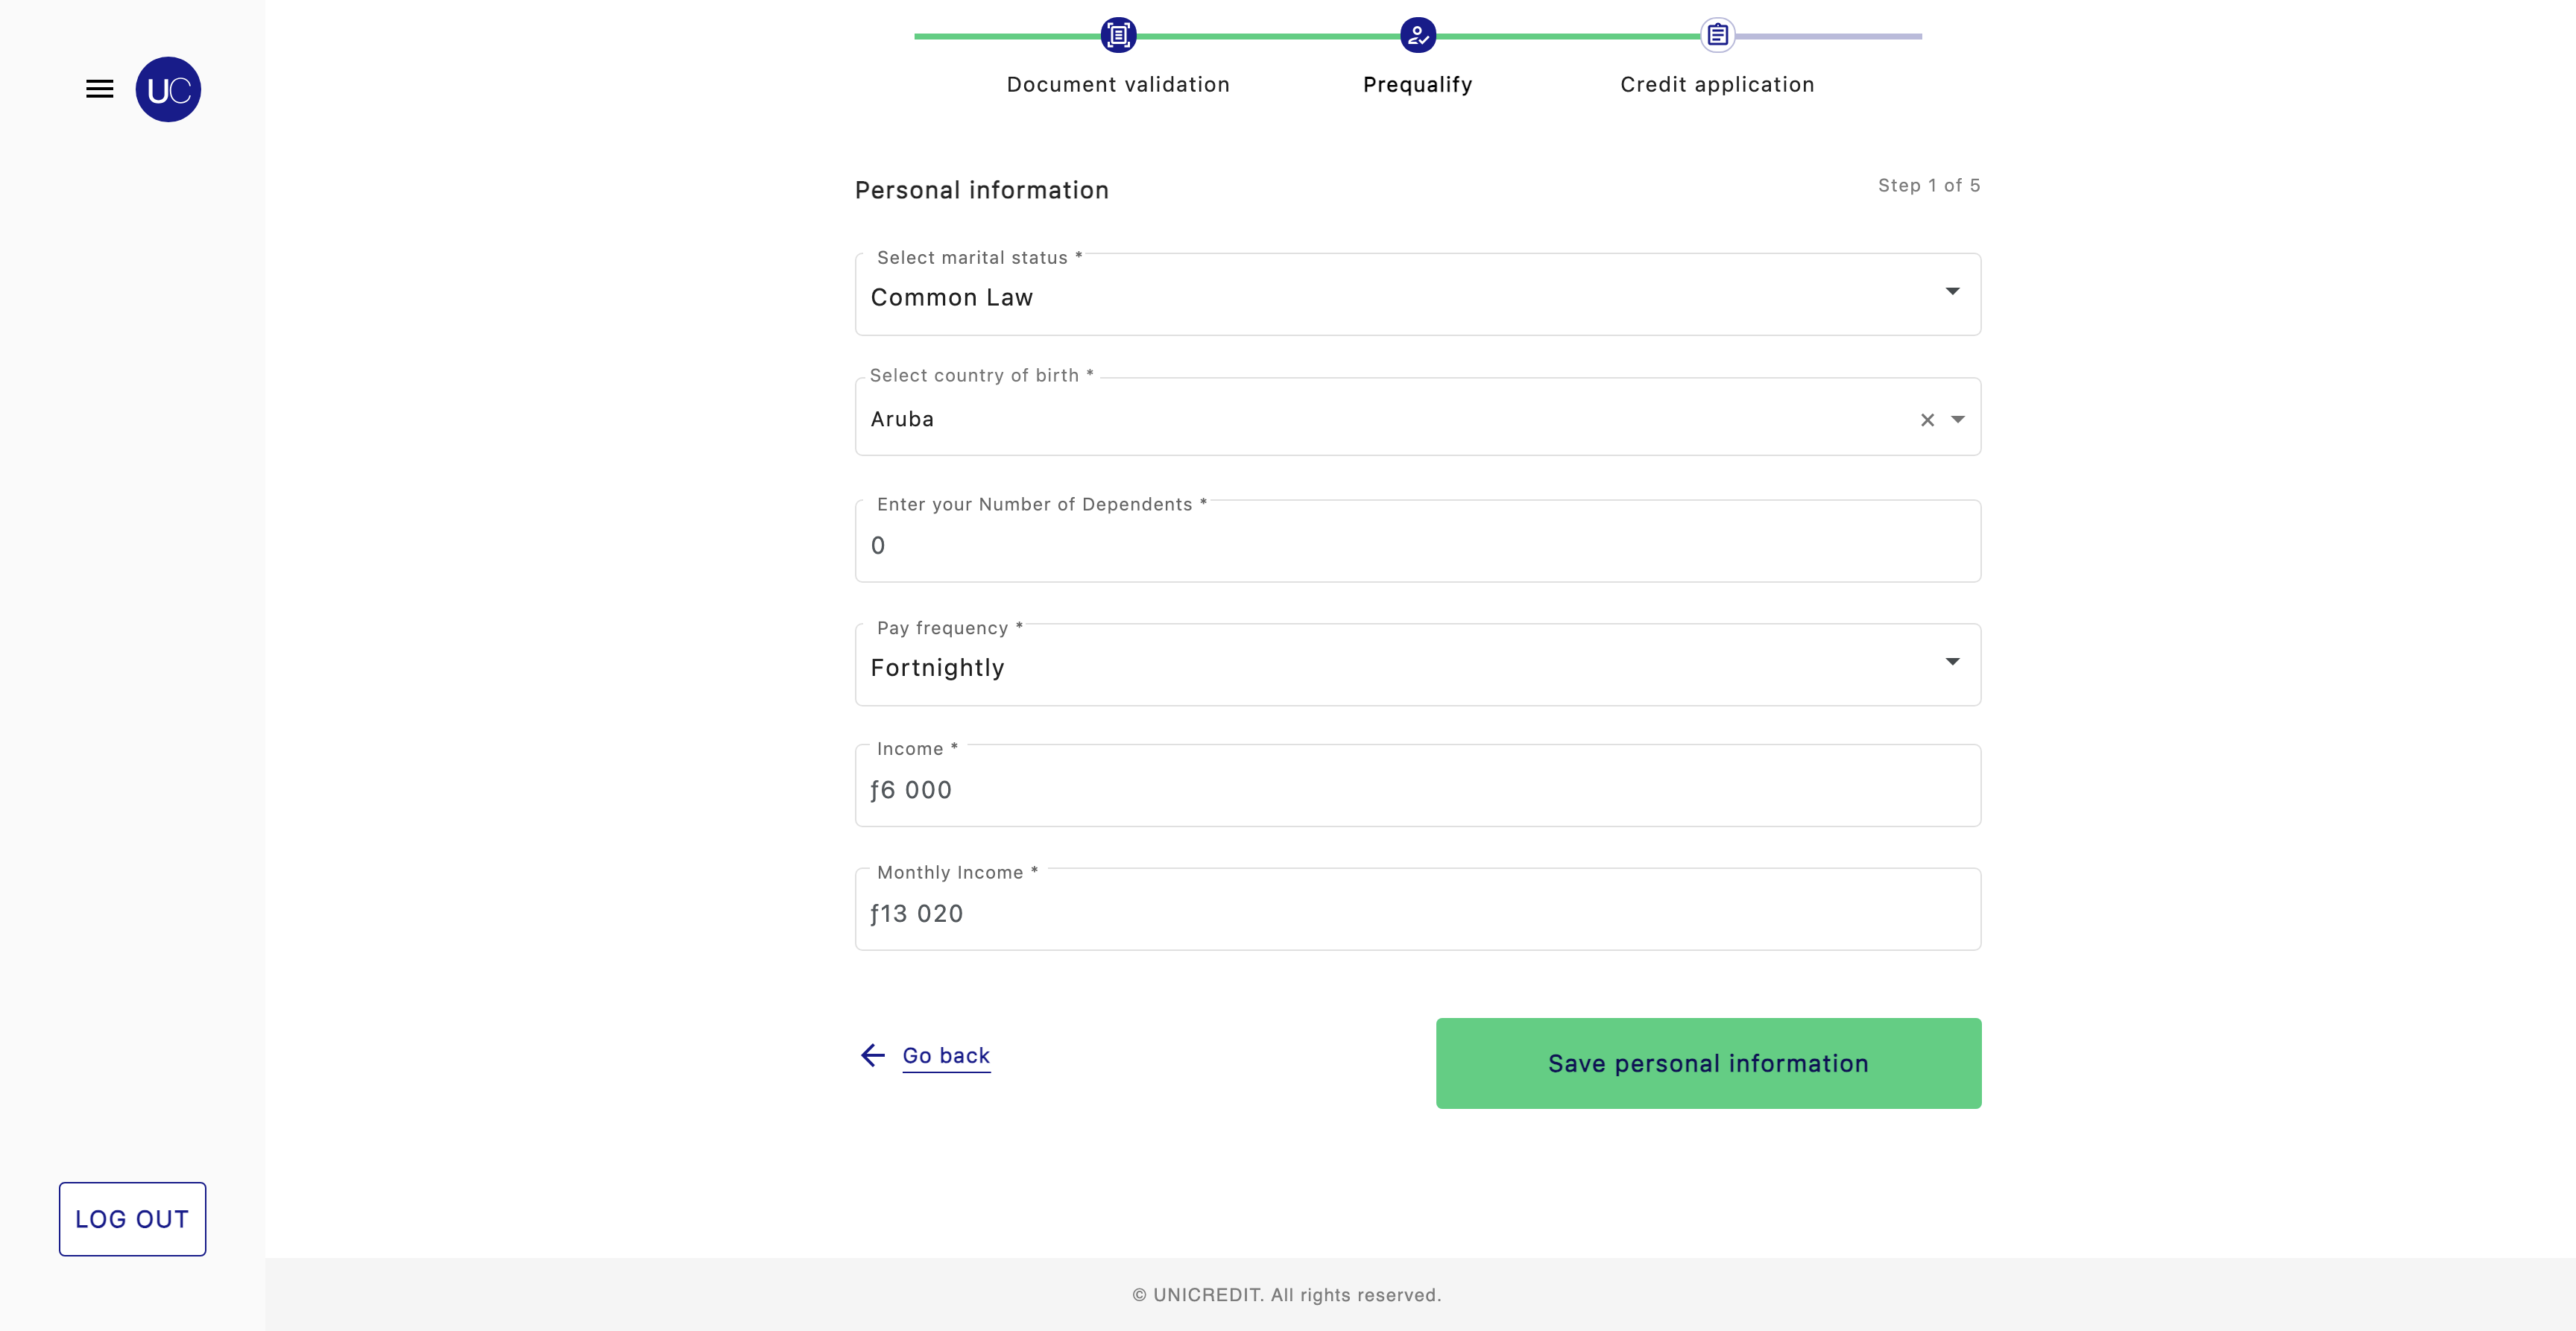 UC
Document validation
Prequalify
Credit application
Personal information
Step 1 of 5
Select marital status *
Common Law
Select country of birth *
Aruba
Enter your Number of Dependents *
0
Pay frequency *
Fortnightly
Income *
ƒ6 000
Monthly Income *
ƒ13 020
Go back
Save personal information
LOG OUT
© UNICREDIT. All rights reserved.